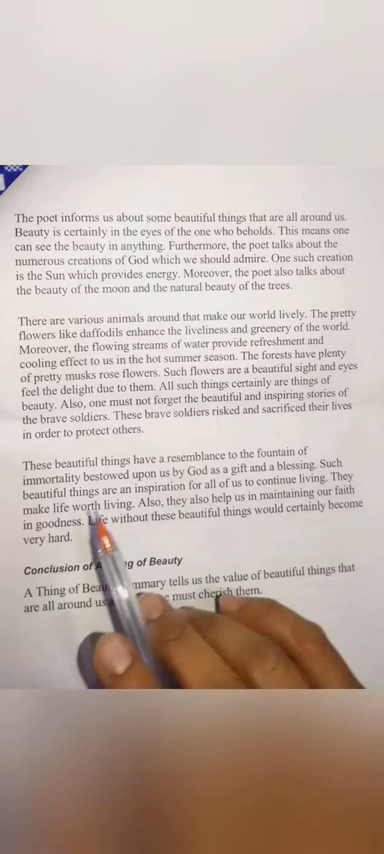 The poet informs us about some beautiful things that are all around us.
Beauty is certainly in the eyes of the one who beholds. This means one
can see the beauty in anything. Furthermore, the poet talks about the
numerous creations of God which we should admire. One such creation
is the Sun which provides energy. Moreover, the poet also talks about
the beauty of the moon and the natural beauty of the trees.
There are various animals around that make our world lively. The pretty
flowers like daffodils enhance the liveliness and greenery of the world.
Moreover, the flowing streams of water provide refreshment and
cooling effect to us in the hot summer season. The forests have plenty
of pretty musks rose flowers. Such flowers are a beautiful sight and eyes
feel the delight due to them. All such things certainly are things of
beauty. Also, one must not forget the beautiful and inspiring stories of
the brave soldiers. These brave soldiers risked and sacrificed their lives
in order to protect others.
These beautiful things have a resemblance to the fountain of
immortality bestowed upon us by God as a gift and a blessing. Such
beautiful things are an inspiration for all of us to continue living. They
make life worth living. Also, they also help us in maintaining our faith
in goodness. Life without these beautiful things would certainly become
very hard.
Conclusion of A of Beauty
A Thing of tells us the value of beautiful things that
are all around us must cherish them.